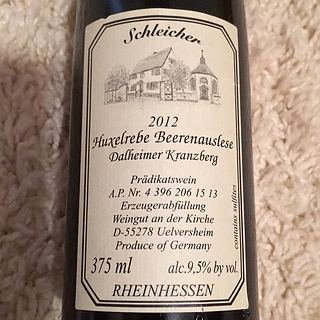 Schleicher
2012
Huxelrebe Beerenauslese
Dalheimer Kranzberg
Prädikatswein
A.P. Nr. 4 396 206 15 13
Erzeugerabfüllung
Weingut an der Kirche
D-55278 Uelversheim
Produce of Germany
375 ml alc.9,5% by vol.
RHEINHESSEN
contains sulfites